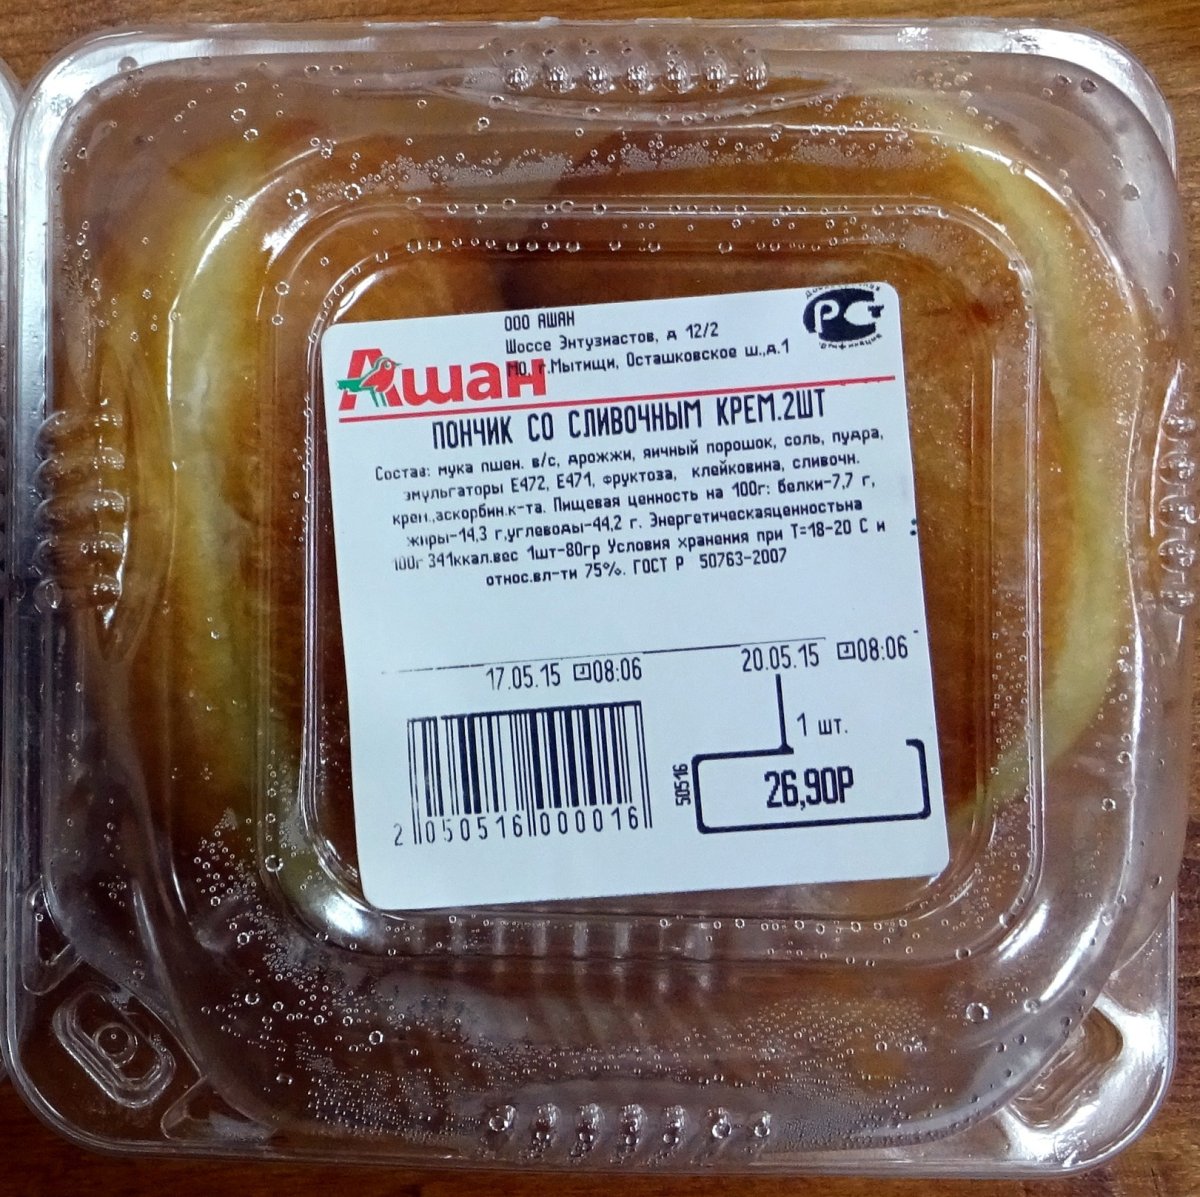 ООО АШАН
Шоссе Энтузиастов, д 12/2
МО, г.Мытищи, Осташковское ш.,д.1
Ашан
РСТ
ПОНЧИК СО СЛИВОЧНЫМ КРЕМ.2ШТ
Состав: мука пшен. в/с, дрожжи, яичный порошок, соль, пудра,
эмульгаторы Е472, Е471, фруктоза, клейковина, сливочн.
крем.,аскорбин.к-та. Пищевая ценность на 100г: белки-7,7 г,
жиры-14,3 г,углеводы-44,2 г. Энергетическаяценностьна
100г 341ккал.вес 1шт-80гр Условия хранения при Т=18-20 С и
относ.вл-ти 75%. ГОСТ Р 50763-2007
17.05.15 08:06
20.05.15 08:06
1 шт.
50516
26,90Р
2 050516 000016